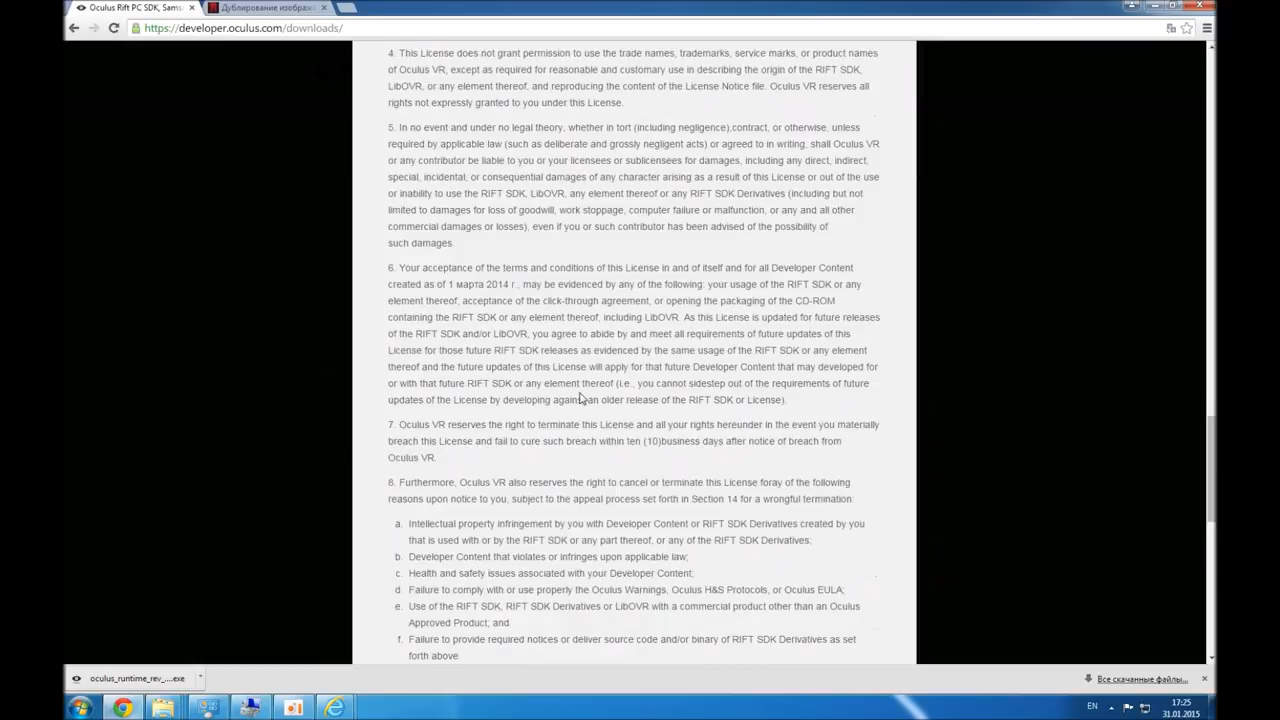 Oculus Rift PC SDK, Sams
Дублирование изображ
https://developer.oculus.com/downloads/
4. This License does not grant permission to use the trade names, trademarks, service marks, or product names
of Oculus VR, except as required for reasonable and customary use in describing the origin of the RIFT SDK,
LibOVR, or any element thereof, and reproducing the content of the License Notice file. Oculus VR reserves all
rights not expressly granted to you under this License.
5. In no event and under no legal theory, whether in tort (including negligence),contract, or otherwise, unless
required by applicable law (such as deliberate and grossly negligent acts) or agreed to in writing, shall Oculus VR
or any contributor be liable to you or your licensees or sublicensees for damages, including any direct, indirect,
special, incidental, or consequential damages of any character arising as a result of this License or out of the use
or inability to use the RIFT SDK, LibOVR, any element thereof or any RIFT SDK Derivatives (including but not
limited to damages for loss of goodwill, work stoppage, computer failure or malfunction, or any and all other
commercial damages or losses), even if you or such contributor has been advised of the possibility of
such damages.
6. Your acceptance of the terms and conditions of this License in and of itself and for all Developer Content
created as of 1 марта 2014 г., may be evidenced by any of the following: your usage of the RIFT SDK or any
element thereof, acceptance of the click-through agreement, or opening the packaging of the CD-ROM
containing the RIFT SDK or any element thereof, including LibOVR. As this License is updated for future releases
of the RIFT SDK and/or LibOVR, you agree to abide by and meet all requirements of future updates of this
License for those future RIFT SDK releases as evidenced by the same usage of the RIFT SDK or any element
thereof and the future updates of this License will apply for that future Developer Content that may developed for
or with that future RIFT SDK or any element thereof (i.e., you cannot sidestep out of the requirements of future
updates of the License by developing against an older release of the RIFT SDK or License).
7. Oculus VR reserves the right to terminate this License and all your rights hereunder in the event you materially
breach this License and fail to cure such breach within ten (10)business days after notice of breach from
Oculus VR.
8. Furthermore, Oculus VR also reserves the right to cancel or terminate this License foray of the following
reasons upon notice to you, subject to the appeal process set forth in Section 14 for a wrongful termination:
a. Intellectual property infringement by you with Developer Content or RIFT SDK Derivatives created by you
that is used with or by the RIFT SDK or any part thereof, or any of the RIFT SDK Derivatives;
b. Developer Content that violates or infringes upon applicable law;
c. Health and safety issues associated with your Developer Content;
d. Failure to comply with or use properly the Oculus Warnings, Oculus H&S Protocols, or Oculus EULA;
e. Use of the RIFT SDK, RIFT SDK Derivatives or LibOVR with a commercial product other than an Oculus
Approved Product; and
f. Failure to provide required notices or deliver source code and/or binary of RIFT SDK Derivatives as set
forth above
oculus_runtime_rev_....exe
Все скачанные файлы...
EN
17:25
31.01.2015